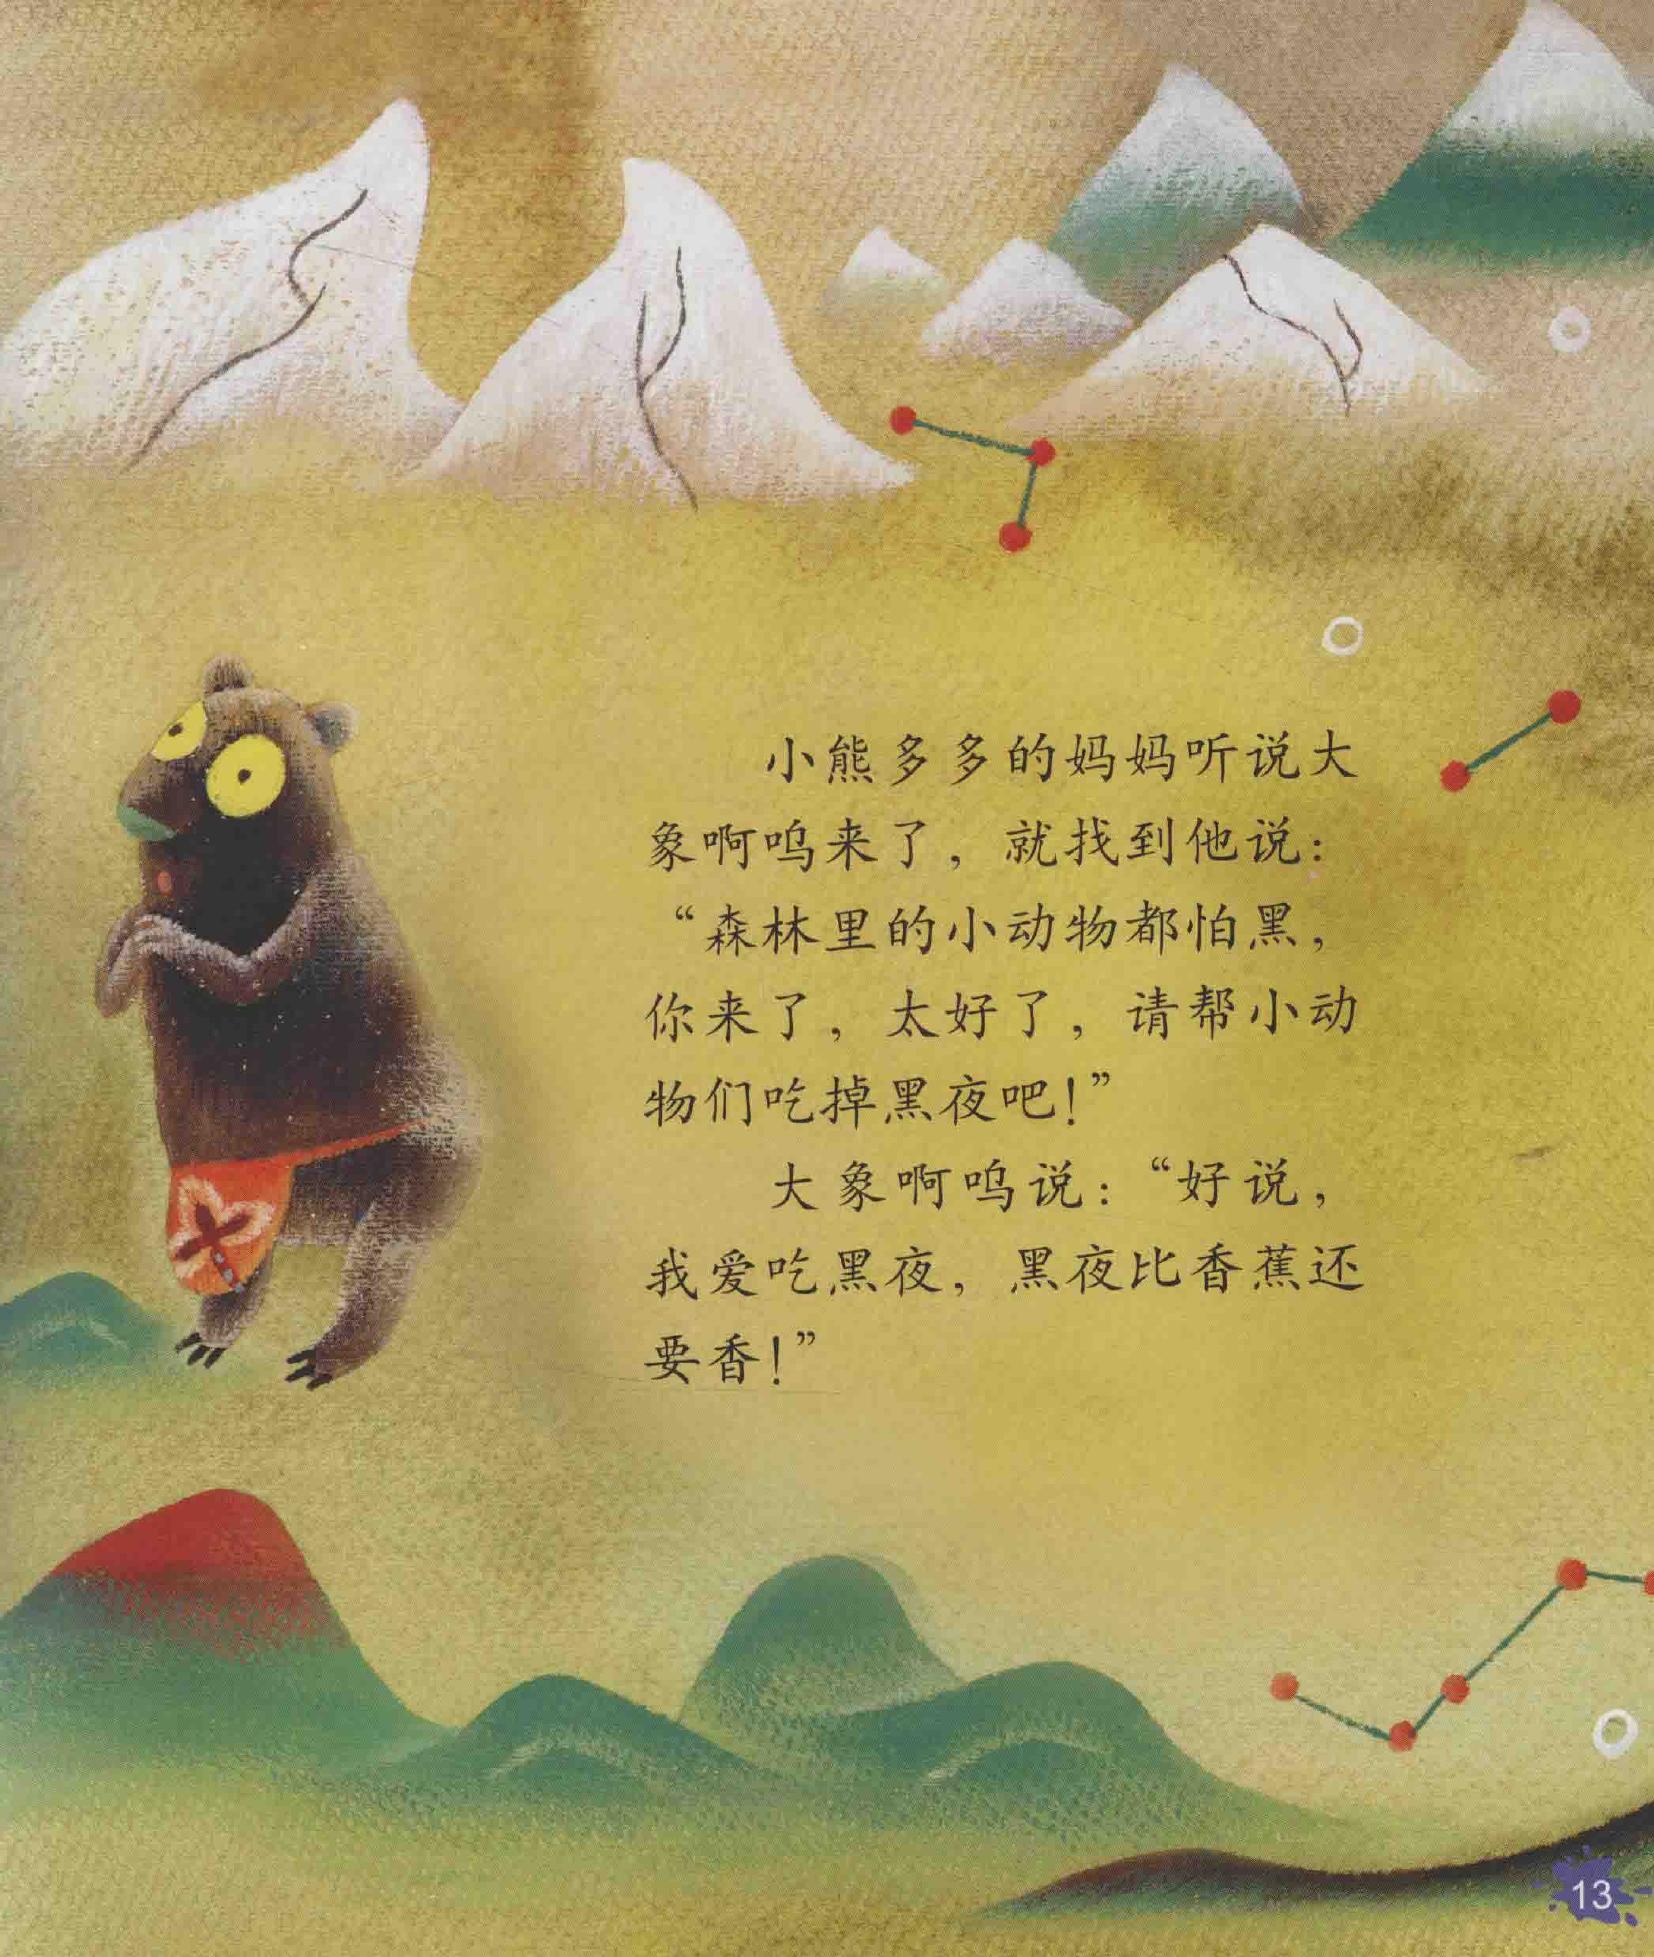 小熊多多的妈妈听说大
象啊呜来了，就找到他说：
“森林里的小动物都怕黑，
你来了，太好了，请帮小动
物们吃掉黑夜吧！”
大象啊呜说：“好说，
我爱吃黑夜，黑夜比香蕉还
要香！”
13